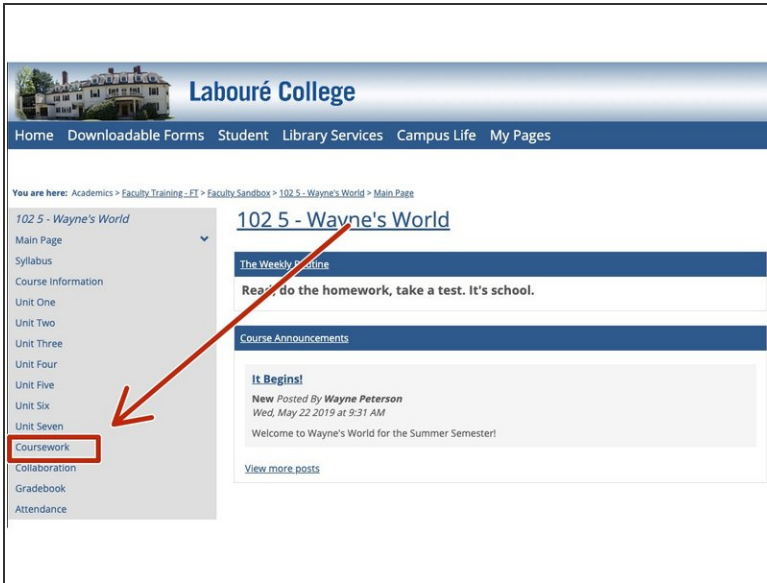 Labouré College
Home Downloadable Forms Student Library Services Campus Life My Pages
You are here: Academics > Faculty Training - FT > Faculty Sandbox > 102 5 - Wayne's World > Main Page
102 5 - Wayne's World
Main Page
Syllabus
Course Information
Unit One
Unit Two
Unit Three
Unit Four
Unit Five
Unit Six
Unit Seven
Coursework
Collaboration
Gradebook
Attendance
102 5 - Wayne's World
The Weekly Routine
Read, do the homework, take a test. It's school.
Course Announcements
It Begins!
New Posted By Wayne Peterson
Wed, May 22 2019 at 9:31 AM
Welcome to Wayne's World for the Summer Semester!
View more posts